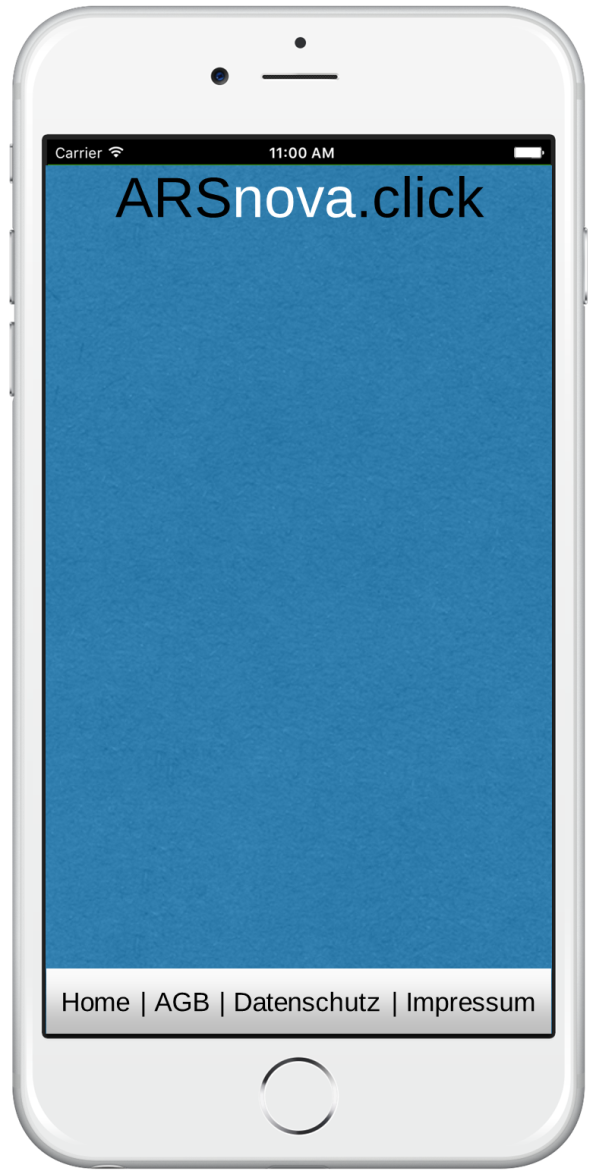 Carrier 11:00 AM
ARSnova.click
Home | AGB | Datenschutz | Impressum